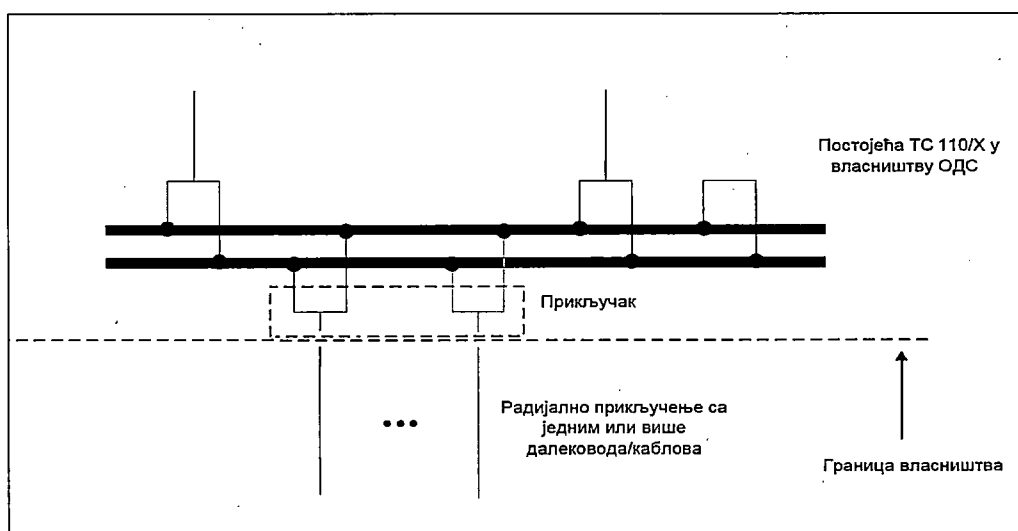 Постојећа ТС 110/X у
власништву ОДС
Прикључак
Радијално прикључење са
једним или више
далековода/каблова
Граница власништва